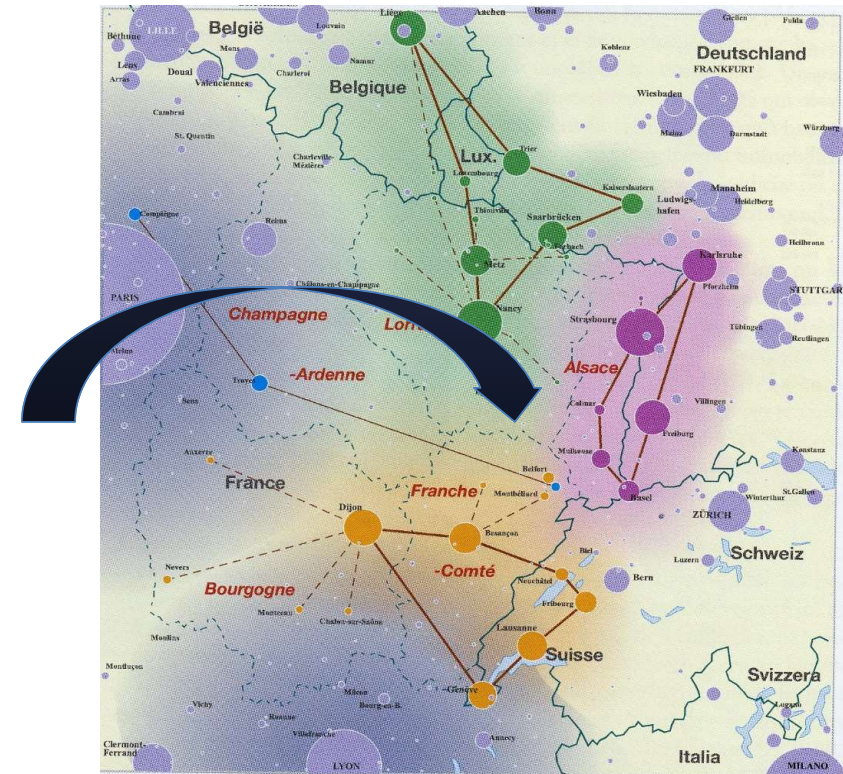 LILLE
België
Louvain
Liège
Aachen
Bonn
Gießen
Fulda
Béthune
Mons
Koblenz
Deutschland
Lens
Douai
Charleroi
Namur
FRANKFURT
Arras
Valenciennes
Belgique
Wiesbaden
Cambrai
Mainz
Darmstadt
Würzburg
St. Quentin
Charleville-
Mézières
Lux.
Trier
Luxembourg
Kaiserslautern
Mannheim
Ludwigs-
hafen
Heidelberg
Compiègne
Reims
Thionville
Saarbrücken
Forbach
Heilbronn
Metz
Karlsruhe
Pforzheim
STUTTGAR
Châlons-en-Champagne
PARIS
Champagne
Lorr
Nancy
Strasbourg
Tübingen
Reutlingen
Melun
-Ardenne
Alsace
Troyes
Sens
Colmar
Villingen
Freiburg
Auxerre
Mulhouse
Konstanz
France
Franche
Belfort
Montbéliard
Basel
Winterthur
St.Gallen
Dijon
Besançon
ZÜRICH
Biel
Schweiz
Nevers
-Comté
Neuchâtel
Luzern
Bern
Bourgogne
Montceau
Chalon-sur-Saône
Fribourg
Moulins
Lausanne
Suisse
Montluçon
Genève
Svizzera
Vichy
Mâcon
Bourg-en-B.
Lugano
Roanne
Villefranche
Annecy
Clermont-
Ferrand
LYON
Italia
MILANO